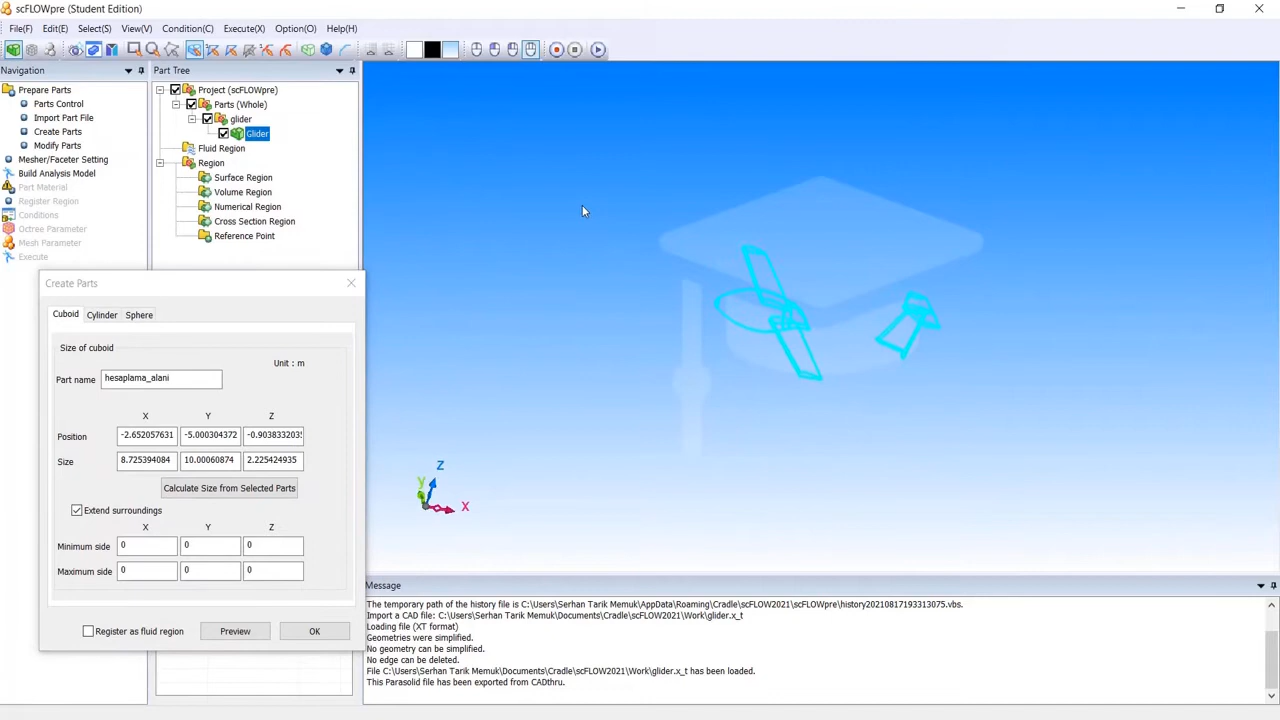 scFLOWpre (Student Edition)
File(F) Edit(E) Select(S) View(V) Condition(C) Execute(X) Option(O) Help(H)
Navigation
Prepare Parts
Parts Control
Import Part File
Create Parts
Modify Parts
Mesher/Faceter Setting
Build Analysis Model
Part Material
Register Region
Conditions
Octree Parameter
Mesh Parameter
Execute
Part Tree
Project (scFLOWpre)
Parts (Whole)
glider
Glider
Fluid Region
Region
Surface Region
Volume Region
Numerical Region
Cross Section Region
Reference Point
Create Parts
Cuboid Cylinder Sphere
Size of cuboid
Unit : m
Part name hesaplama_alani
X Y Z
Position -2.652057631 -5.000304372 -0.903833203
Size 8.725394084 10.00060874 2.225424935
Calculate Size from Selected Parts
Extend surroundings
X Y Z
Minimum side 0 0 0
Maximum side 0 0 0
Register as fluid region Preview OK
Z
Y
X
Message
The temporary path of the history file is C:\Users\Serhan Tarik Memuk\AppData\Roaming\Cradle\scFLOW2021\scFLOWpre\history20210817193313075.vbs.
Import a CAD file: C:\Users\Serhan Tarik Memuk\Documents\Cradle\scFLOW2021\Work\glider.x_t
Loading file (XT format)
Geometries were simplified.
No geometry can be simplified.
No edge can be deleted.
File C:\Users\Serhan Tarik Memuk\Documents\Cradle\scFLOW2021\Work\glider.x_t has been loaded.
This Parasolid file has been exported from CADthru.